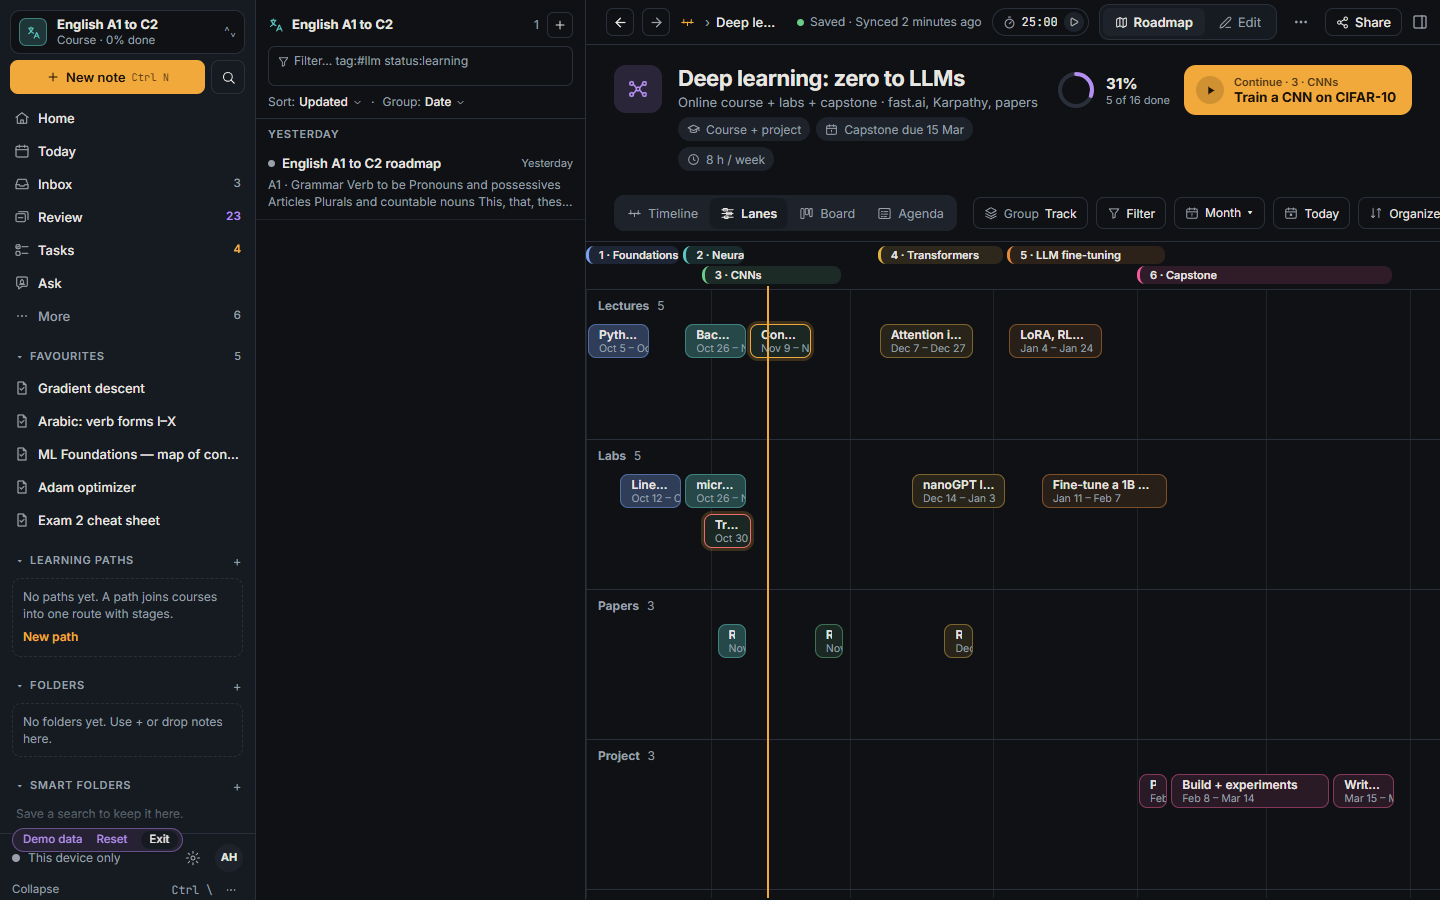 English A1 to C2
Course · 0% done
New note Ctrl N
Home
Today
Inbox 3
Review 23
Tasks 4
Ask
More 6
FAVOURITES 5
Gradient descent
Arabic: verb forms I–X
ML Foundations — map of con...
Adam optimizer
Exam 2 cheat sheet
LEARNING PATHS
No paths yet. A path joins courses
into one route with stages.
New path
FOLDERS
No folders yet. Use + or drop notes
here.
SMART FOLDERS
Save a search to keep it here.
Demo data Reset Exit
This device only AH
Collapse Ctrl \
English A1 to C2 1
Filter... tag:#llm status:learning
Sort: Updated · Group: Date
YESTERDAY
English A1 to C2 roadmap Yesterday
A1 · Grammar Verb to be Pronouns and possessives
Articles Plurals and countable nouns This, that, thes...
› Deep le... Saved · Synced 2 minutes ago 25:00 Roadmap Edit Share
Deep learning: zero to LLMs
Online course + labs + capstone · fast.ai, Karpathy, papers
Course + project Capstone due 15 Mar
8 h / week
31%
5 of 16 done
Continue · 3 · CNNs
Train a CNN on CIFAR-10
Timeline Lanes Board Agenda Group Track Filter Month Today Organize
1 · Foundations 2 · Neura 4 · Transformers 5 · LLM fine-tuning
3 · CNNs 6 · Capstone
Lectures 5
Pyth... Bac... Con... Attention i... LoRA, RL...
Oct 5 – Oc Oct 26 – N Nov 9 – N Dec 7 – Dec 27 Jan 4 – Jan 24
Labs 5
Line... micr... nanoGPT l... Fine-tune a 1B ...
Oct 12 – O Oct 26 – N Dec 14 – Jan 3 Jan 11 – Feb 7
Tr...
Oct 30
Papers 3
R R R
Nov Nov Dec
Project 3
P Build + experiments Writ...
Feb Feb 8 – Mar 14 Mar 15 – M